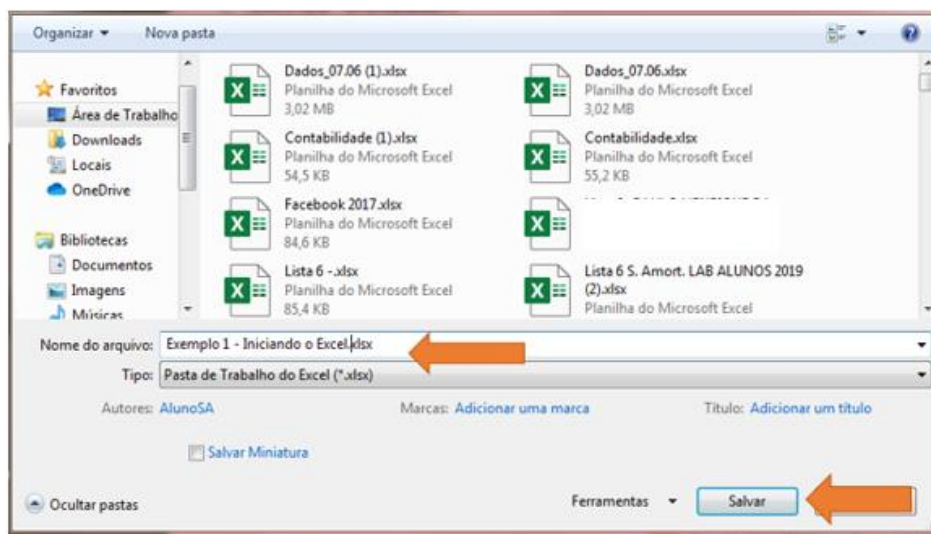 Organizar
Nova pasta
Favoritos
Área de Trabalho
Downloads
Locais
OneDrive
Bibliotecas
Documentos
Imagens
Músicas
Dados_07.06 (1).xlsx
Planilha do Microsoft Excel
3,02 MB
Dados_07.06.xlsx
Planilha do Microsoft Excel
3,02 MB
Contabilidade (1).xlsx
Planilha do Microsoft Excel
54,5 KB
Contabilidade.xlsx
Planilha do Microsoft Excel
55,2 KB
Facebook 2017.xlsx
Planilha do Microsoft Excel
84,6 KB
Lista 6 -.xlsx
Planilha do Microsoft Excel
85,4 KB
Lista 6 S. Amort. LAB ALUNOS 2019
(2).xlsx
Planilha do Microsoft Excel
Nome do arquivo: Exemplo 1 - Iniciando o Excel.xlsx
Tipo: Pasta de Trabalho do Excel (*.xlsx)
Autores: AlunoSA
Marcas: Adicionar uma marca
Título: Adicionar um título
Salvar Miniatura
Ocultar pastas
Ferramentas
Salvar